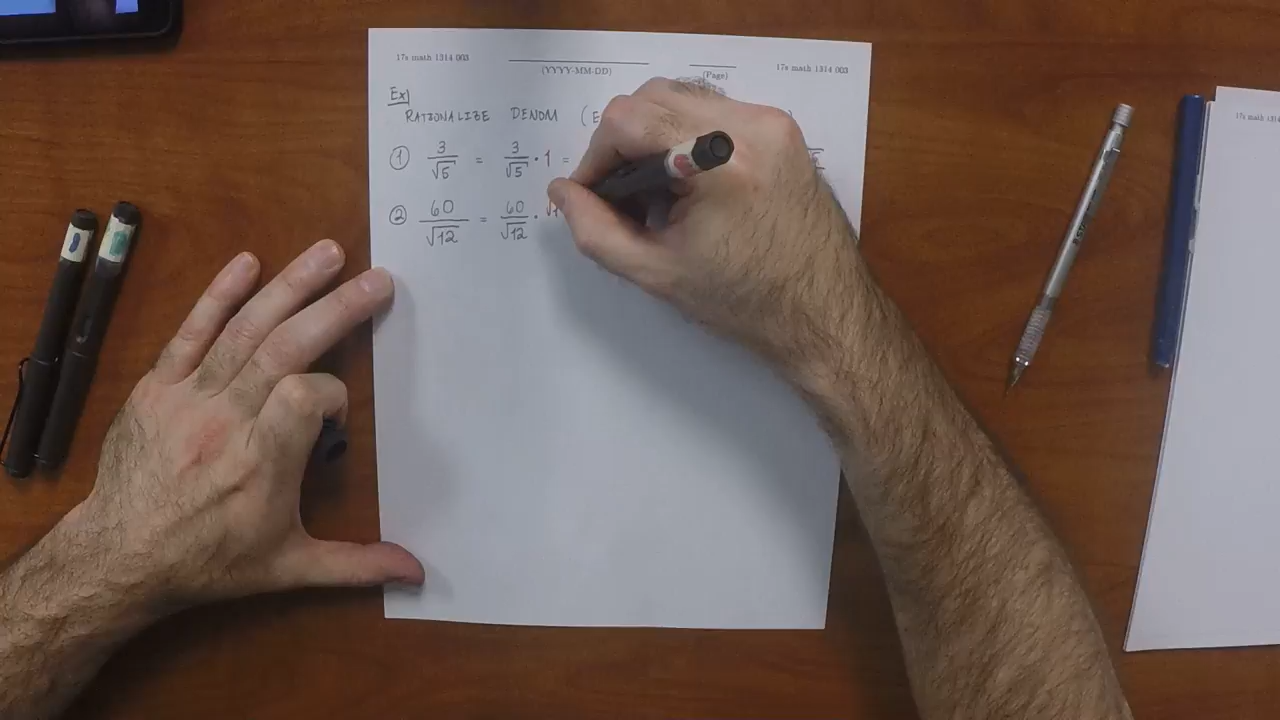 17s math 1314 003 (YYYY-MM-DD) (Page) 17s math 1314 003
Ex)
RATIONALIZE DENOM (E
① 3/√5 = 3/√5 · 1 =
② 60/√12 = 60/√12 ·
17s math 1314